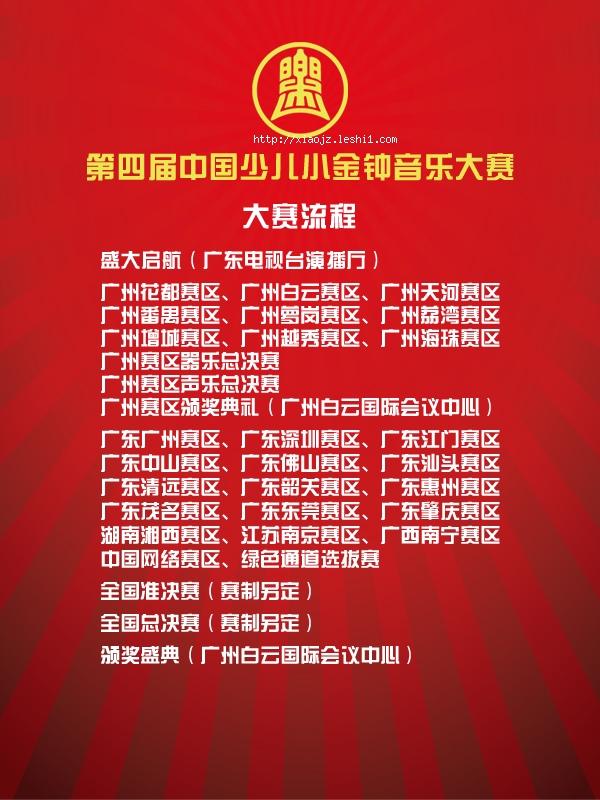 樂
http://xiaojz.leshi1.com
第四届中国少儿小金钟音乐大赛
大赛流程
盛大启航（广东电视台演播厅）
广州花都赛区、广州白云赛区、广州天河赛区
广州番禺赛区、广州萝岗赛区、广州荔湾赛区
广州增城赛区、广州越秀赛区、广州海珠赛区
广州赛区器乐总决赛
广州赛区声乐总决赛
广州赛区颁奖典礼（广州白云国际会议中心）
广东广州赛区、广东深圳赛区、广东江门赛区
广东中山赛区、广东佛山赛区、广东汕头赛区
广东清远赛区、广东韶关赛区、广东惠州赛区
广东茂名赛区、广东东莞赛区、广东肇庆赛区
湖南湘西赛区、江苏南京赛区、广西南宁赛区
中国网络赛区、绿色通道选拔赛
全国准决赛（赛制另定）
全国总决赛（赛制另定）
颁奖盛典（广州白云国际会议中心）